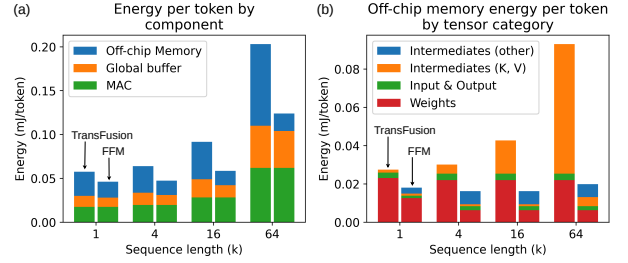 (a)
Energy per token by
component
Energy (mJ/token)
0.20
0.15
0.10
0.05
0.00
Off-chip Memory
Global buffer
MAC
TransFusion
FFM
1
4
16
64
Sequence length (k)
(b)
Off-chip memory energy per token
by tensor category
Energy (mJ/token)
0.08
0.06
0.04
0.02
0.00
Intermediates (other)
Intermediates (K, V)
Input & Output
Weights
TransFusion
FFM
1
4
16
64
Sequence length (k)